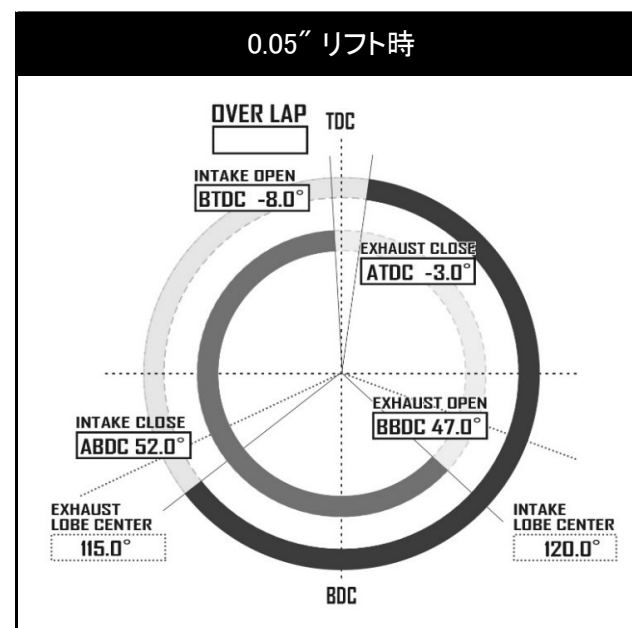 0.05″ リフト時
OVER LAP
TDC
INTAKE OPEN
BTDC -8.0°
EXHAUST CLOSE
ATDC -3.0°
INTAKE CLOSE
ABDC 52.0°
EXHAUST OPEN
BBDC 47.0°
EXHAUST
LOBE CENTER
115.0°
INTAKE
LOBE CENTER
120.0°
BDC